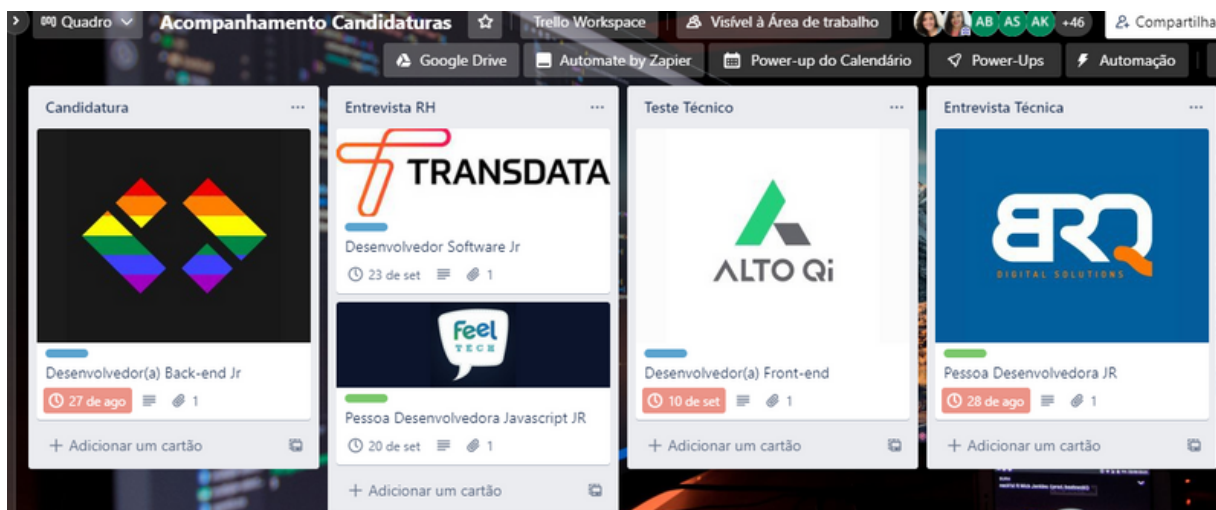 Quadro
Acompanhamento Candidaturas
Trello Workspace
Visível à Área de trabalho
AB AS AK +46
Compartilha
Google Drive
Automate by Zapier
Power-up do Calendário
Power-Ups
Automação
Candidatura
Desenvolvedor(a) Back-end Jr
27 de ago
1
+ Adicionar um cartão
Entrevista RH
TRANSDATA
Desenvolvedor Software Jr
23 de set
1
Feel
TECH
Pessoa Desenvolvedora Javascript JR
20 de set
1
+ Adicionar um cartão
Teste Técnico
ALTO Qi
Desenvolvedor(a) Front-end
10 de set
1
+ Adicionar um cartão
Entrevista Técnica
BRQ
DIGITAL SOLUTIONS
Pessoa Desenvolvedora JR
28 de ago
1
+ Adicionar um cartão